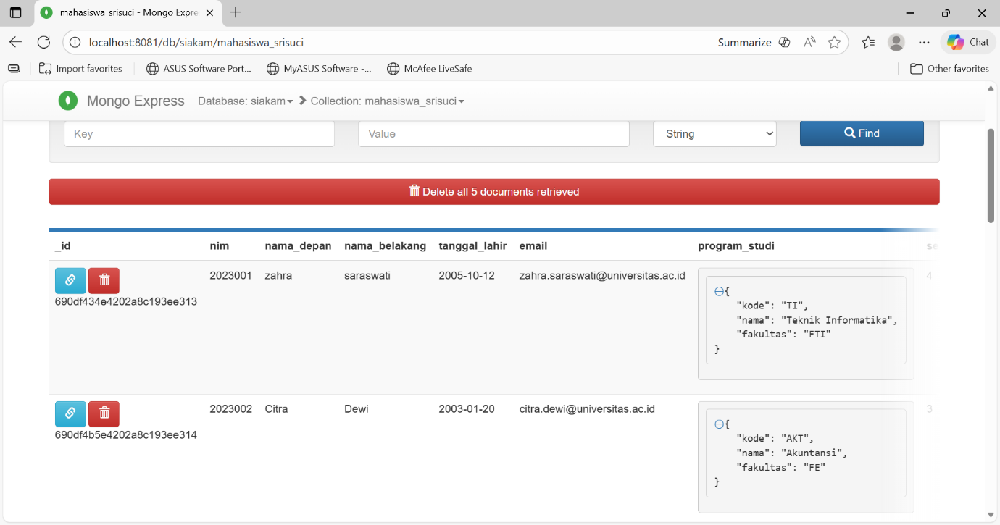 mahasiswa_srisuci - Mongo Expre
localhost:8081/db/siakam/mahasiswa_srisuci
Summarize
Chat
Import favorites
ASUS Software Port...
MyASUS Software -...
McAfee LiveSafe
Other favorites
Mongo Express
Database: siakam
Collection: mahasiswa_srisuci
Key
Value
String
Find
Delete all 5 documents retrieved
_id nim nama_depan nama_belakang tanggal_lahir email program_studi se
2023001 zahra saraswati 2005-10-12 zahra.saraswati@universitas.ac.id 4
690df434e4202a8c193ee313
{
"kode": "TI",
"nama": "Teknik Informatika",
"fakultas": "FTI"
}
2023002 Citra Dewi 2003-01-20 citra.dewi@universitas.ac.id 3
690df4b5e4202a8c193ee314
{
"kode": "AKT",
"nama": "Akuntansi",
"fakultas": "FE"
}